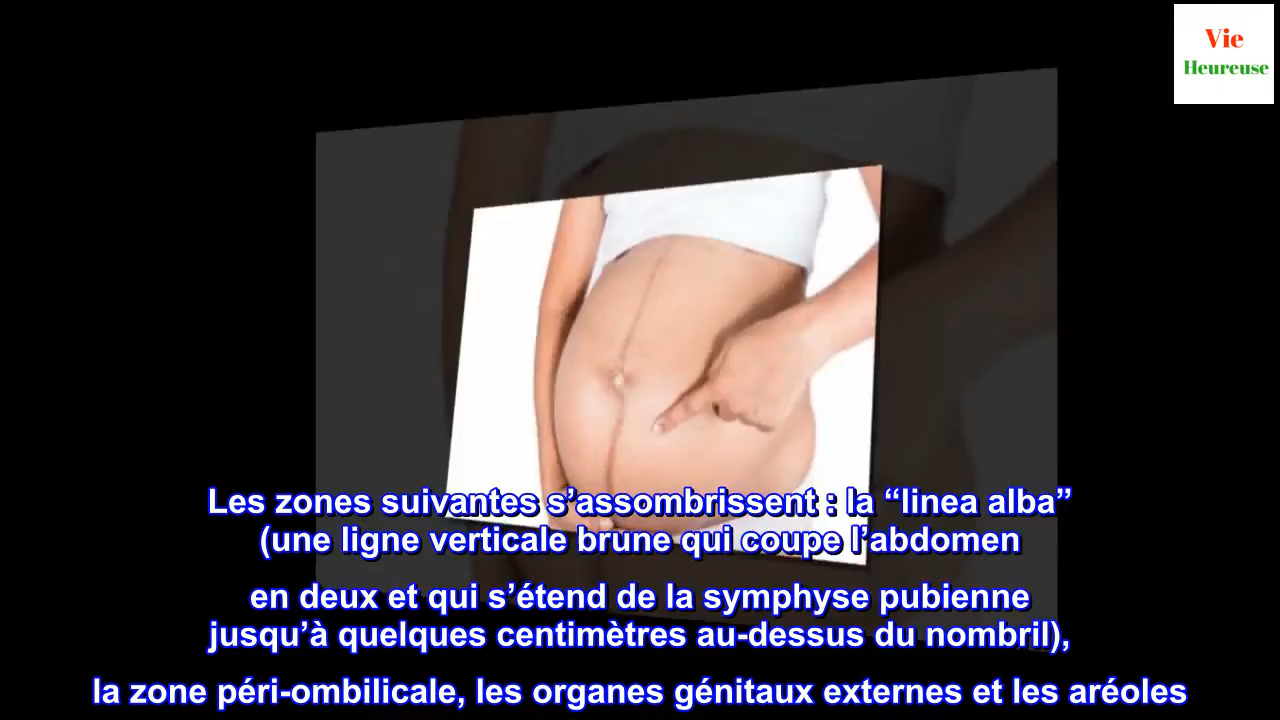 Vie
Heureuse
Les zones suivantes s’assombrissent : la “linea alba”
(une ligne verticale brune qui coupe l’abdomen
en deux et qui s’étend de la symphyse pubienne
jusqu’à quelques centimètres au-dessus du nombril),
la zone péri-ombilicale, les organes génitaux externes et les aréoles